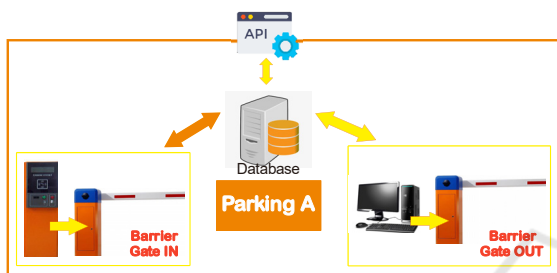 API
Database
Parking A
Barrier
Gate IN
Barrier
Gate OUT